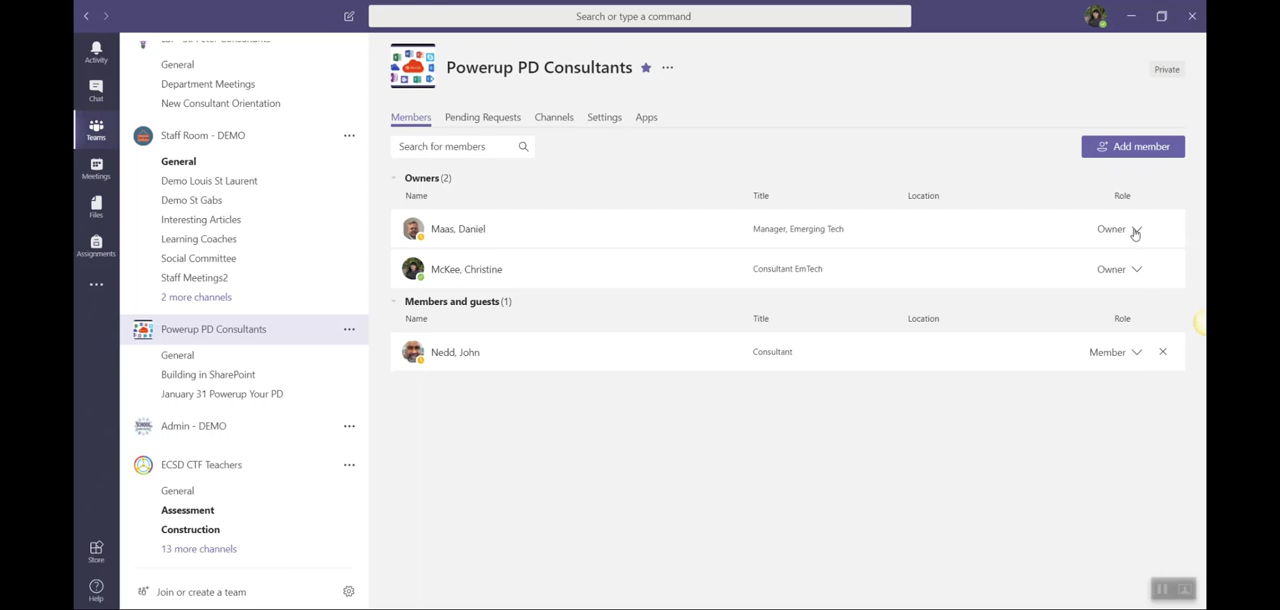 Search or type a command
Activity
Chat
Teams
Meetings
Files
Assignments
Store
Help
General
Department Meetings
New Consultant Orientation
Staff Room - DEMO
General
Demo Louis St Laurent
Demo St Gabs
Interesting Articles
Learning Coaches
Social Committee
Staff Meetings2
2 more channels
Powerup PD Consultants
General
Building in SharePoint
January 31 Powerup Your PD
Admin - DEMO
ECSD CTF Teachers
General
Assessment
Construction
13 more channels
Join or create a team
Powerup PD Consultants
Private
Members Pending Requests Channels Settings Apps
Search for members
Add member
Owners (2)
Name Title Location Role
Maas, Daniel Manager, Emerging Tech Owner
McKee, Christine Consultant EmTech Owner
Members and guests (1)
Name Title Location Role
Nedd, John Consultant Member